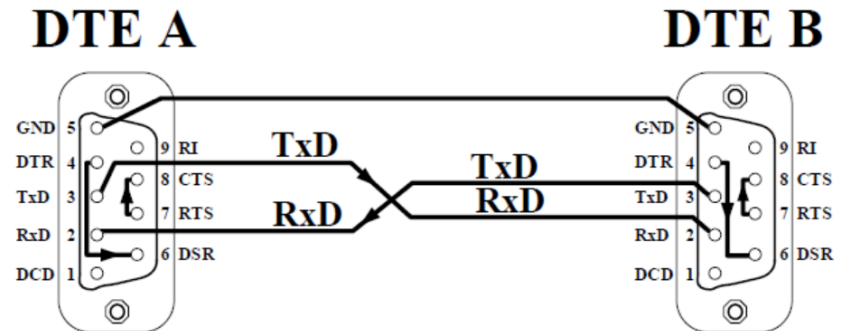 DTE A
DTE B
GND 5
9 RI
DTR 4
8 CTS
TxD 3
7 RTS
RxD 2
6 DSR
DCD 1
TxD
RxD
TxD
RxD
GND 5
9 RI
DTR 4
8 CTS
TxD 3
7 RTS
RxD 2
6 DSR
DCD 1